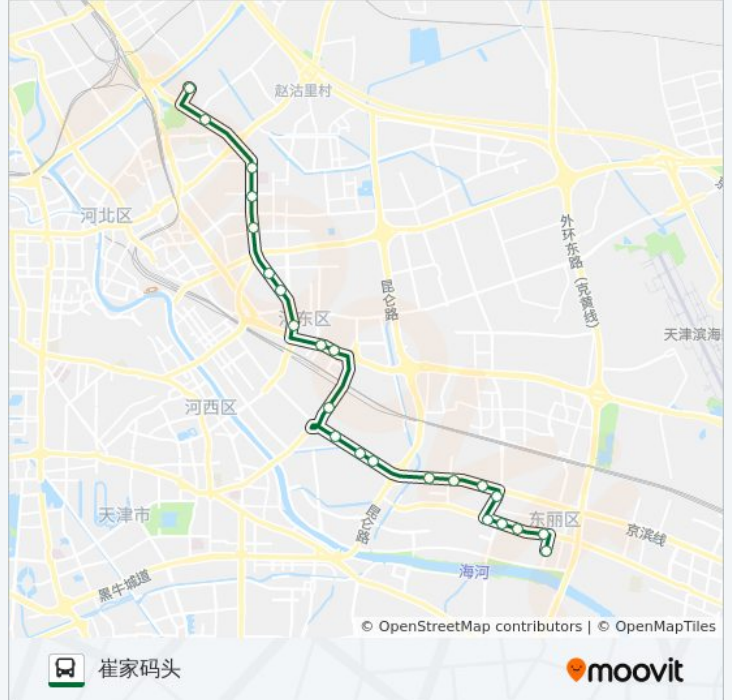 赵沽里村
河北区
外环东路(克黄线)
昆仑路
河东区
天津滨海
河西区
天津市
昆仑路
东丽区
京滨线
海河
黑牛城道
© OpenStreetMap contributors | © OpenMapTiles
崔家码头
moovit